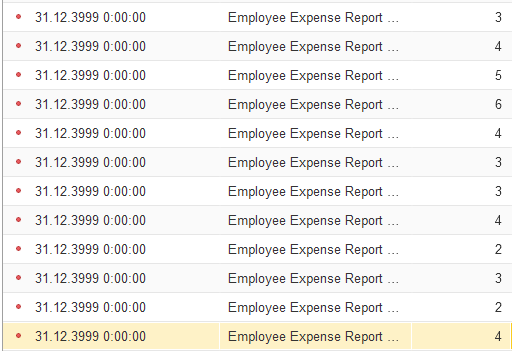 31.12.3999 0:00:00 Employee Expense Report ... 3
31.12.3999 0:00:00 Employee Expense Report ... 4
31.12.3999 0:00:00 Employee Expense Report ... 5
31.12.3999 0:00:00 Employee Expense Report ... 6
31.12.3999 0:00:00 Employee Expense Report ... 4
31.12.3999 0:00:00 Employee Expense Report ... 3
31.12.3999 0:00:00 Employee Expense Report ... 3
31.12.3999 0:00:00 Employee Expense Report ... 4
31.12.3999 0:00:00 Employee Expense Report ... 2
31.12.3999 0:00:00 Employee Expense Report ... 3
31.12.3999 0:00:00 Employee Expense Report ... 2
31.12.3999 0:00:00 Employee Expense Report ... 4